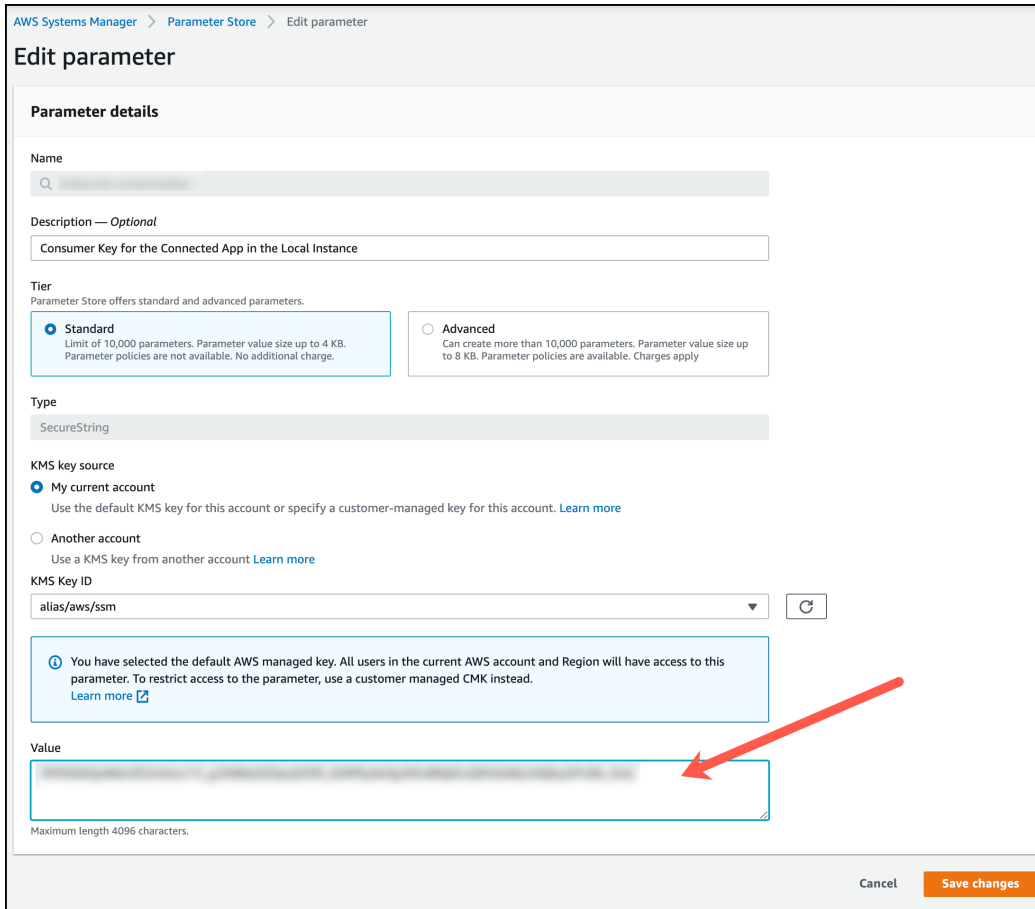 AWS Systems Manager > Parameter Store > Edit parameter
Edit parameter
Parameter details
Name
Description — Optional
Consumer Key for the Connected App in the Local Instance
Tier
Parameter Store offers standard and advanced parameters.
Standard
Limit of 10,000 parameters. Parameter value size up to 4 KB.
Parameter policies are not available. No additional charge.
Advanced
Can create more than 10,000 parameters. Parameter value size up
to 8 KB. Parameter policies are available. Charges apply
Type
SecureString
KMS key source
My current account
Use the default KMS key for this account or specify a customer-managed key for this account. Learn more
Another account
Use a KMS key from another account Learn more
KMS Key ID
alias/aws/ssm
You have selected the default AWS managed key. All users in the current AWS account and Region will have access to this
parameter. To restrict access to the parameter, use a customer managed CMK instead.
Learn more
Value
Maximum length 4096 characters.
Cancel
Save changes